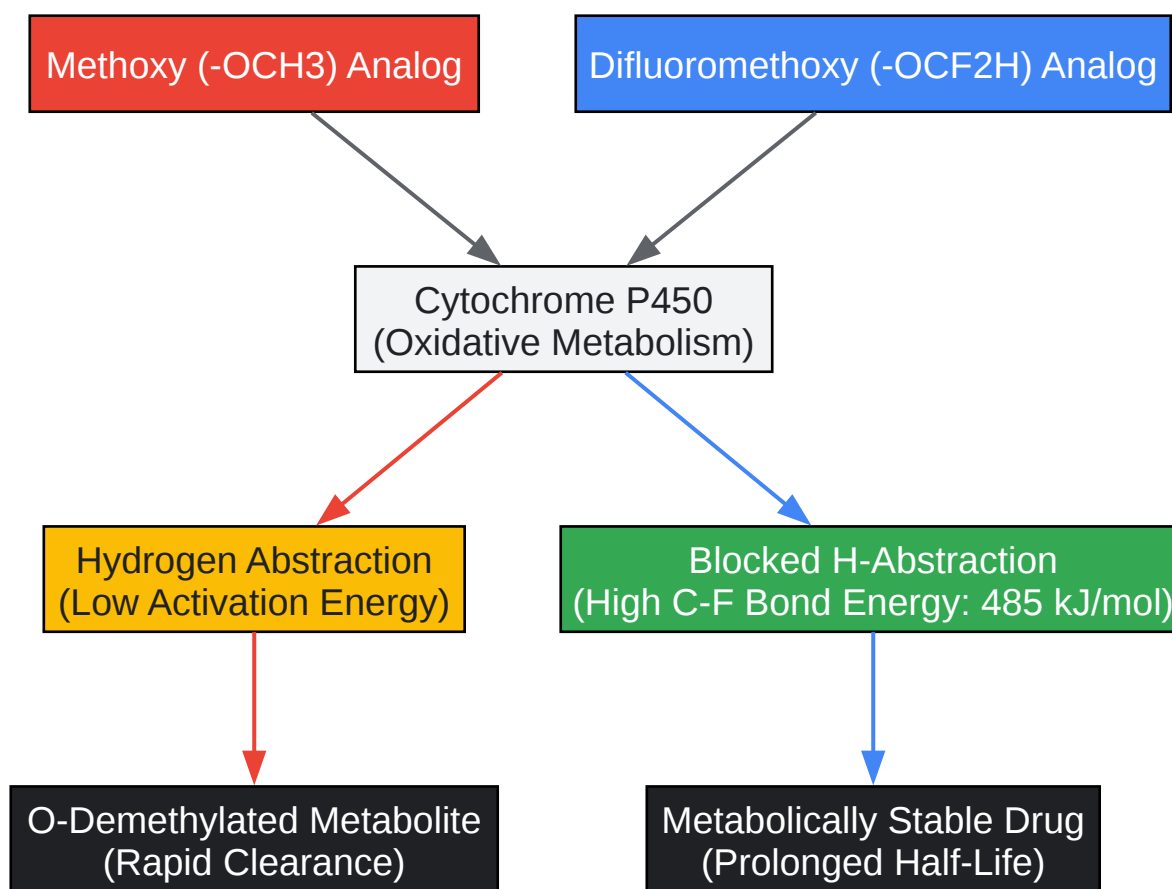 Methoxy (-OCH3) Analog
Difluoromethoxy (-OCF2H) Analog
Cytochrome P450
(Oxidative Metabolism)
Hydrogen Abstraction
(Low Activation Energy)
Blocked H-Abstraction
(High C-F Bond Energy: 485 kJ/mol)
O-Demethylated Metabolite
(Rapid Clearance)
Metabolically Stable Drug
(Prolonged Half-Life)